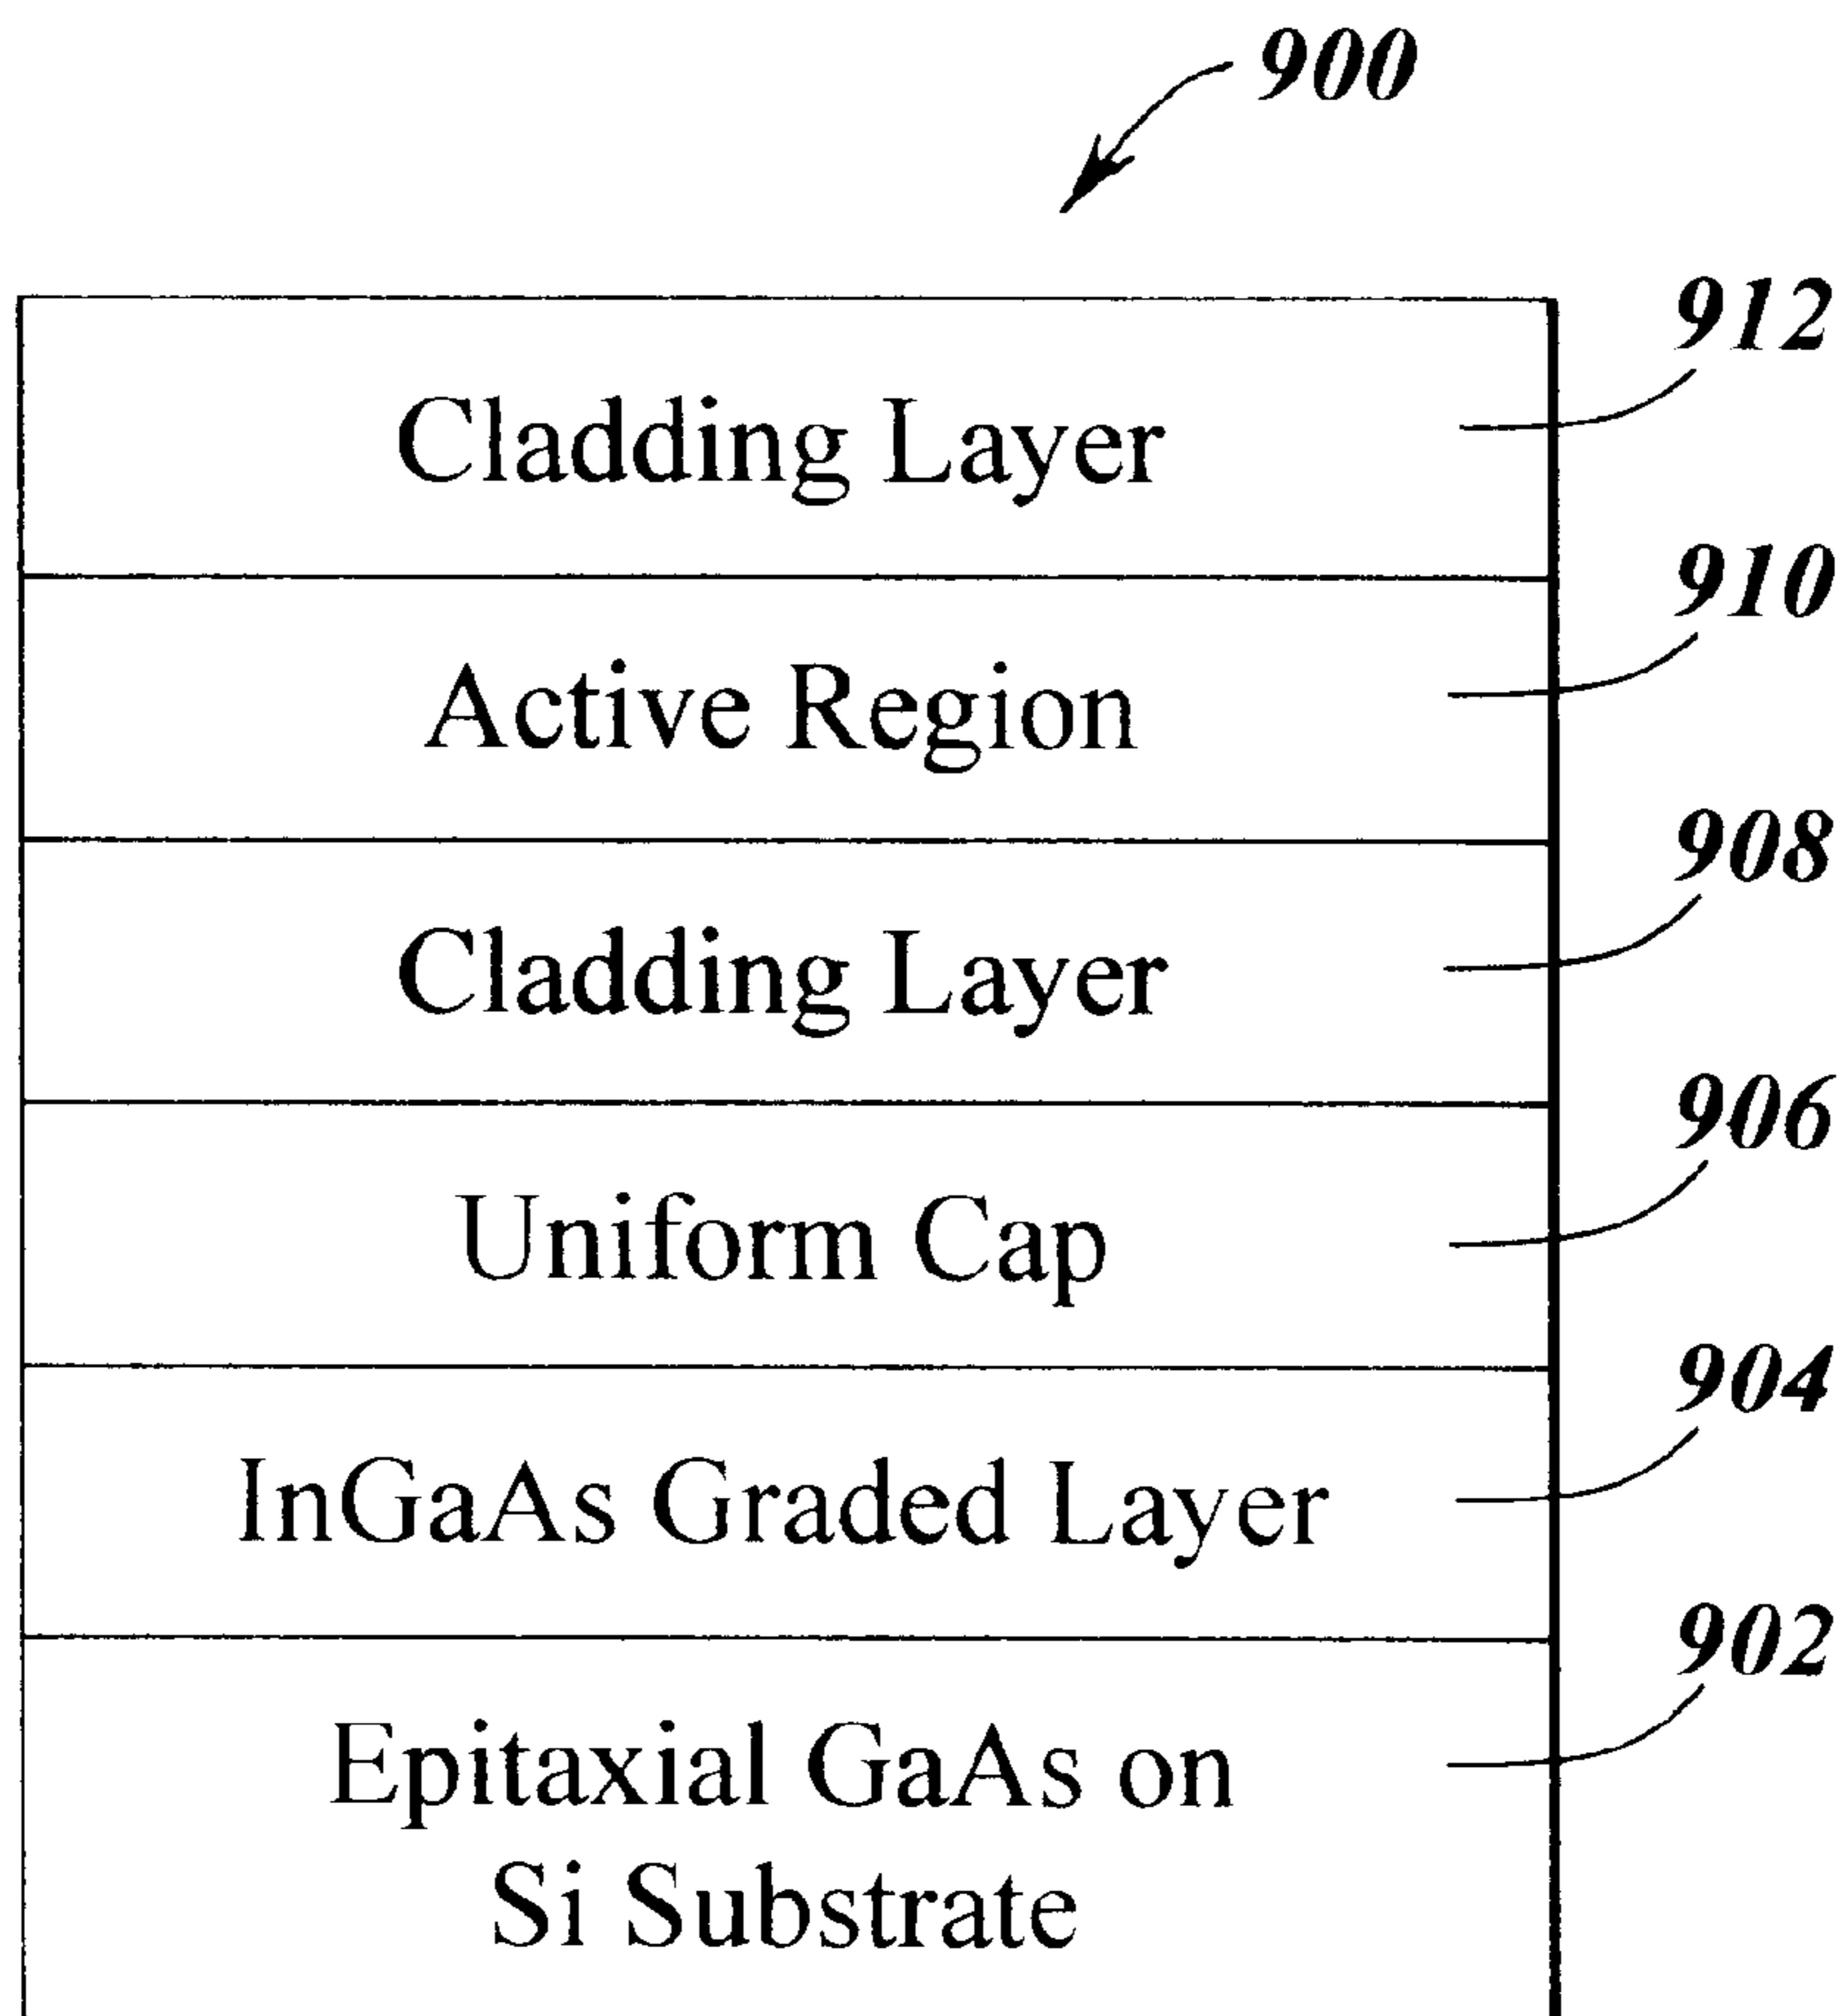 900
912
Cladding Layer
910
Active Region
908
Cladding Layer
906
Uniform Cap
904
InGaAs Graded Layer
902
Epitaxial GaAs on
Si Substrate